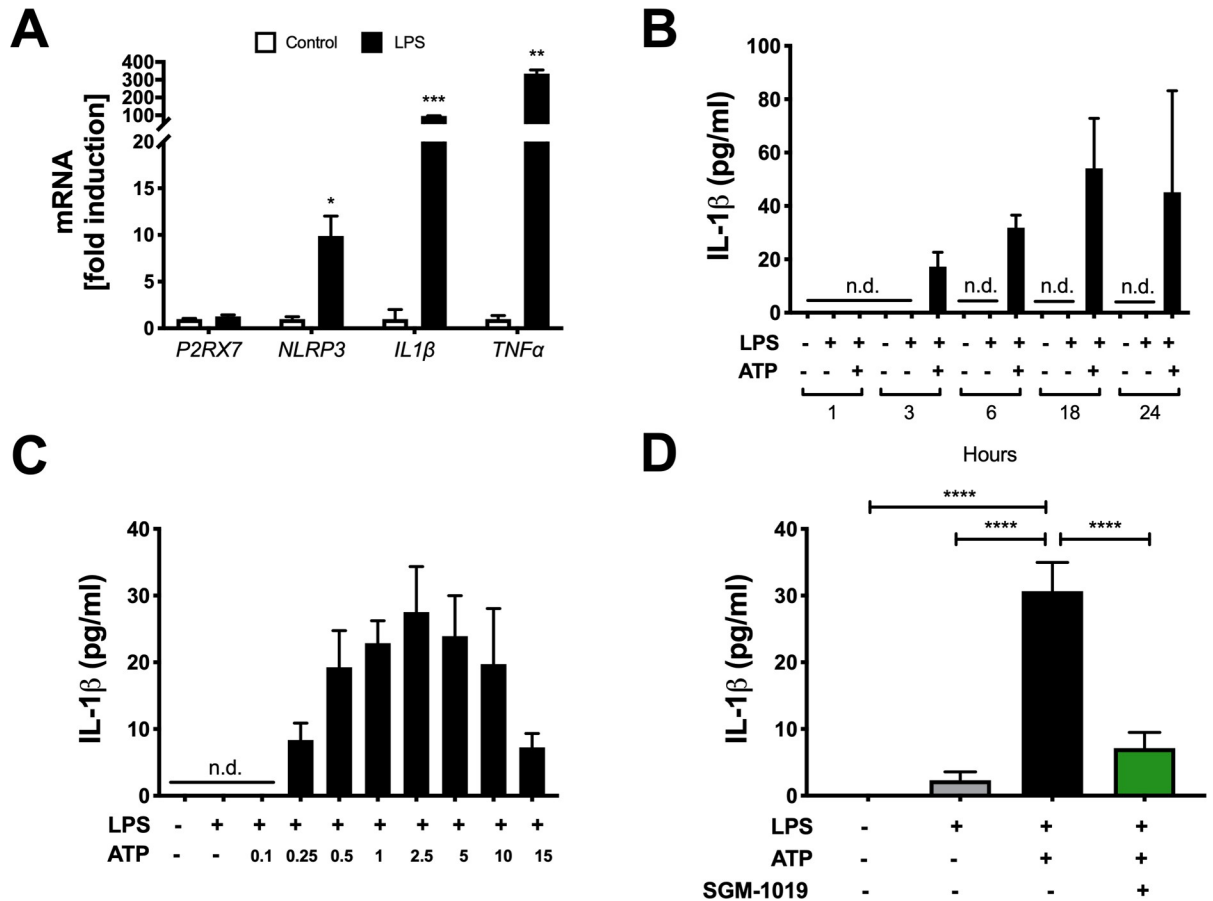 A
Control LPS
mRNA
[fold induction]
400
300
200
100
20
15
10
5
0
* *** **
P2RX7 NLRP3 IL1β TNFα
B
IL-1β (pg/ml)
100
80
60
40
20
0
n.d. n.d. n.d. n.d.
LPS - + + - + + - + + - + + - + +
ATP - - + - - + - - + - - + - - +
1 3 6 18 24
Hours
C
IL-1β (pg/ml)
40
30
20
10
0
n.d.
LPS - + + + + + + + + +
ATP - - 0.1 0.25 0.5 1 2.5 5 10 15
D
****
**** ****
IL-1β (pg/ml)
40
30
20
10
0
LPS - + + +
ATP - - + +
SGM-1019 - - - +